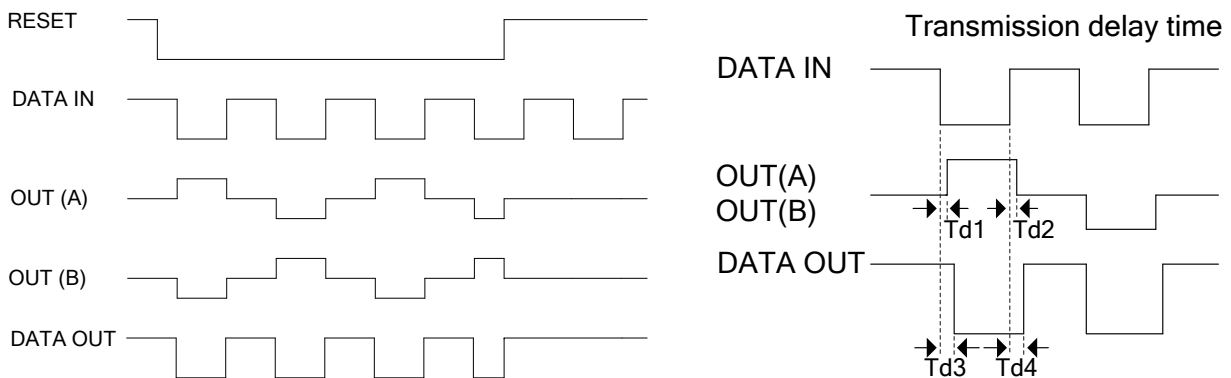 RESET
DATA IN
OUT (A)
OUT (B)
DATA OUT
Transmission delay time
DATA IN
OUT(A)
OUT(B)
Td1
Td2
DATA OUT
Td3
Td4